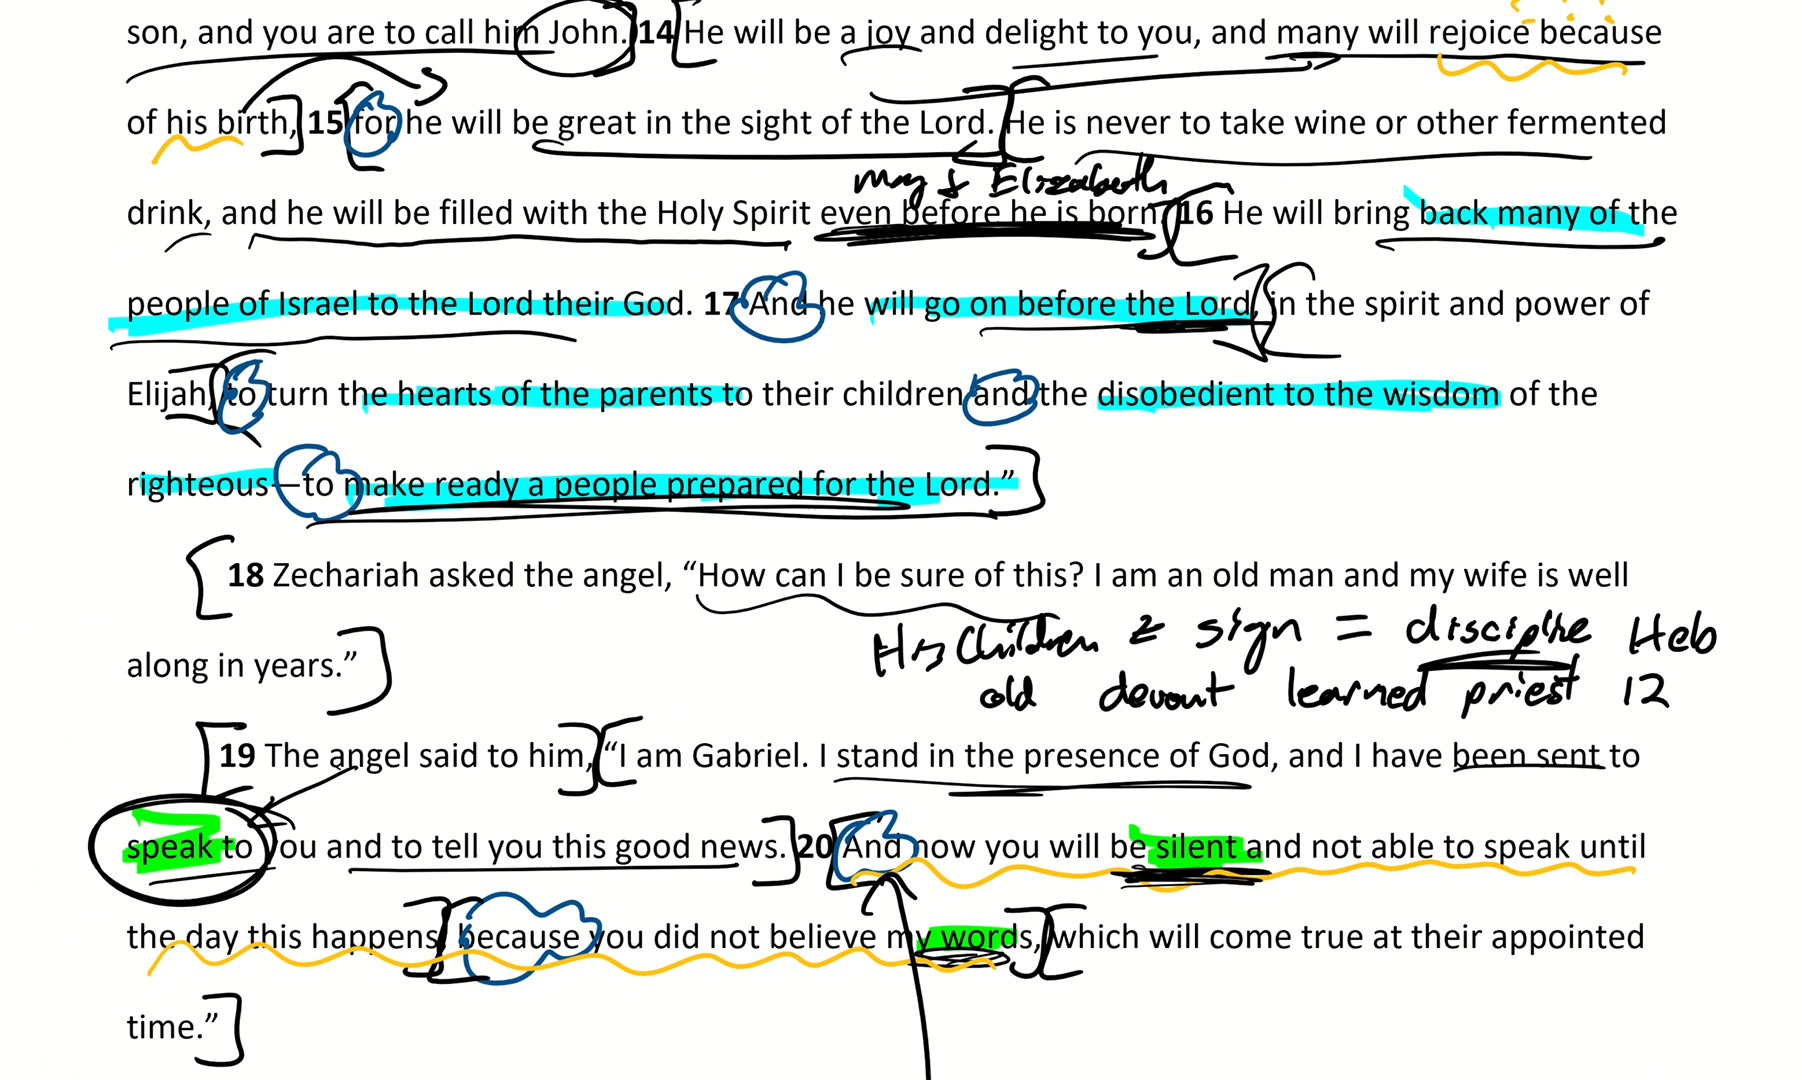 son, and you are to call him John. 14 He will be a joy and delight to you, and many will rejoice because
of his birth, 15 for he will be great in the sight of the Lord. He is never to take wine or other fermented
Mary & Elizabeth
drink, and he will be filled with the Holy Spirit even before he is born. 16 He will bring back many of the
people of Israel to the Lord their God. 17 And he will go on before the Lord, in the spirit and power of
Elijah, to turn the hearts of the parents to their children and the disobedient to the wisdom of the
righteous—to make ready a people prepared for the Lord.”
18 Zechariah asked the angel, “How can I be sure of this? I am an old man and my wife is well
His Children & sign = discipline Heb
along in years.”
old devout learned priest 12
19 The angel said to him, “I am Gabriel. I stand in the presence of God, and I have been sent to
speak to you and to tell you this good news. 20 And now you will be silent and not able to speak until
the day this happens, because you did not believe my words, which will come true at their appointed
time.”